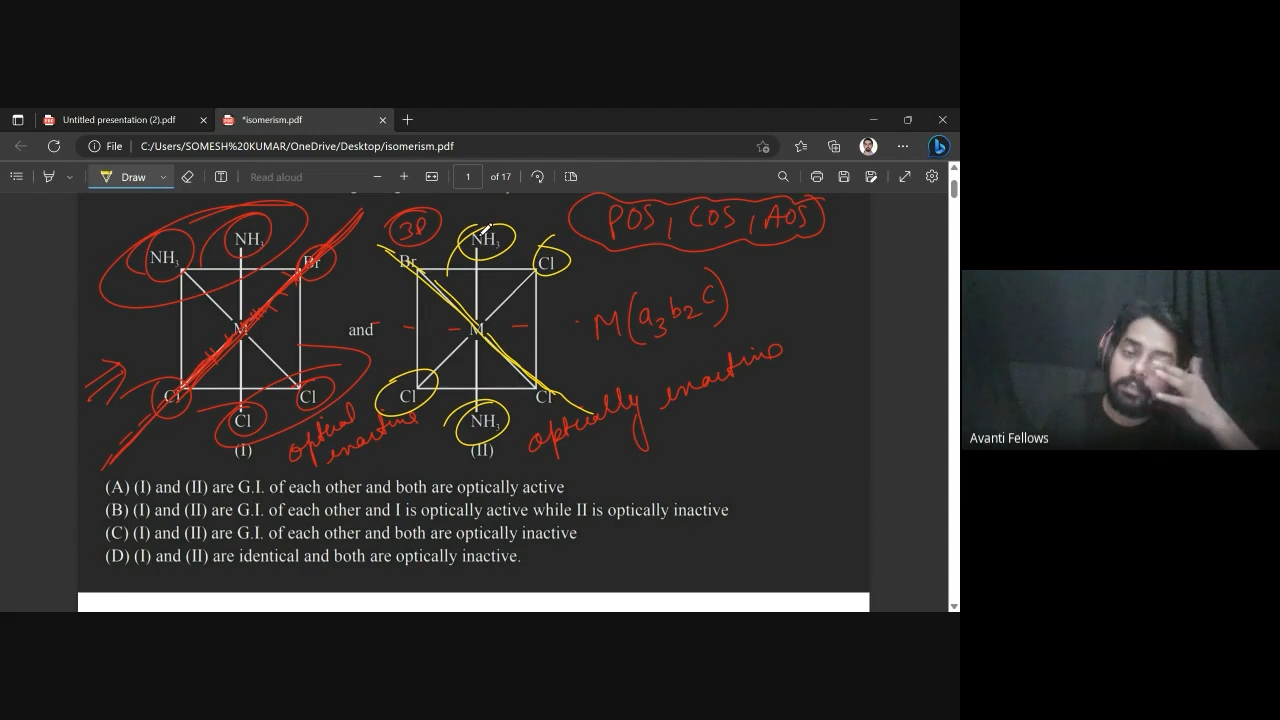 Untitled presentation (2).pdf
*isomerism.pdf
File
C:/Users/SOMESH%20KUMAR/OneDrive/Desktop/isomerism.pdf
Draw
Read aloud
1
of 17
3P
POS, COS, AOS
NH3 NH3 Br
Br NH3 Cl
M and M
M(a3b2c)
Cl Cl Cl
Cl NH3 Cl
optical inactive
optically inactive
(I) (II)
(A) (I) and (II) are G.I. of each other and both are optically active
(B) (I) and (II) are G.I. of each other and I is optically active while II is optically inactive
(C) (I) and (II) are G.I. of each other and both are optically inactive
(D) (I) and (II) are identical and both are optically inactive.
Avanti Fellows